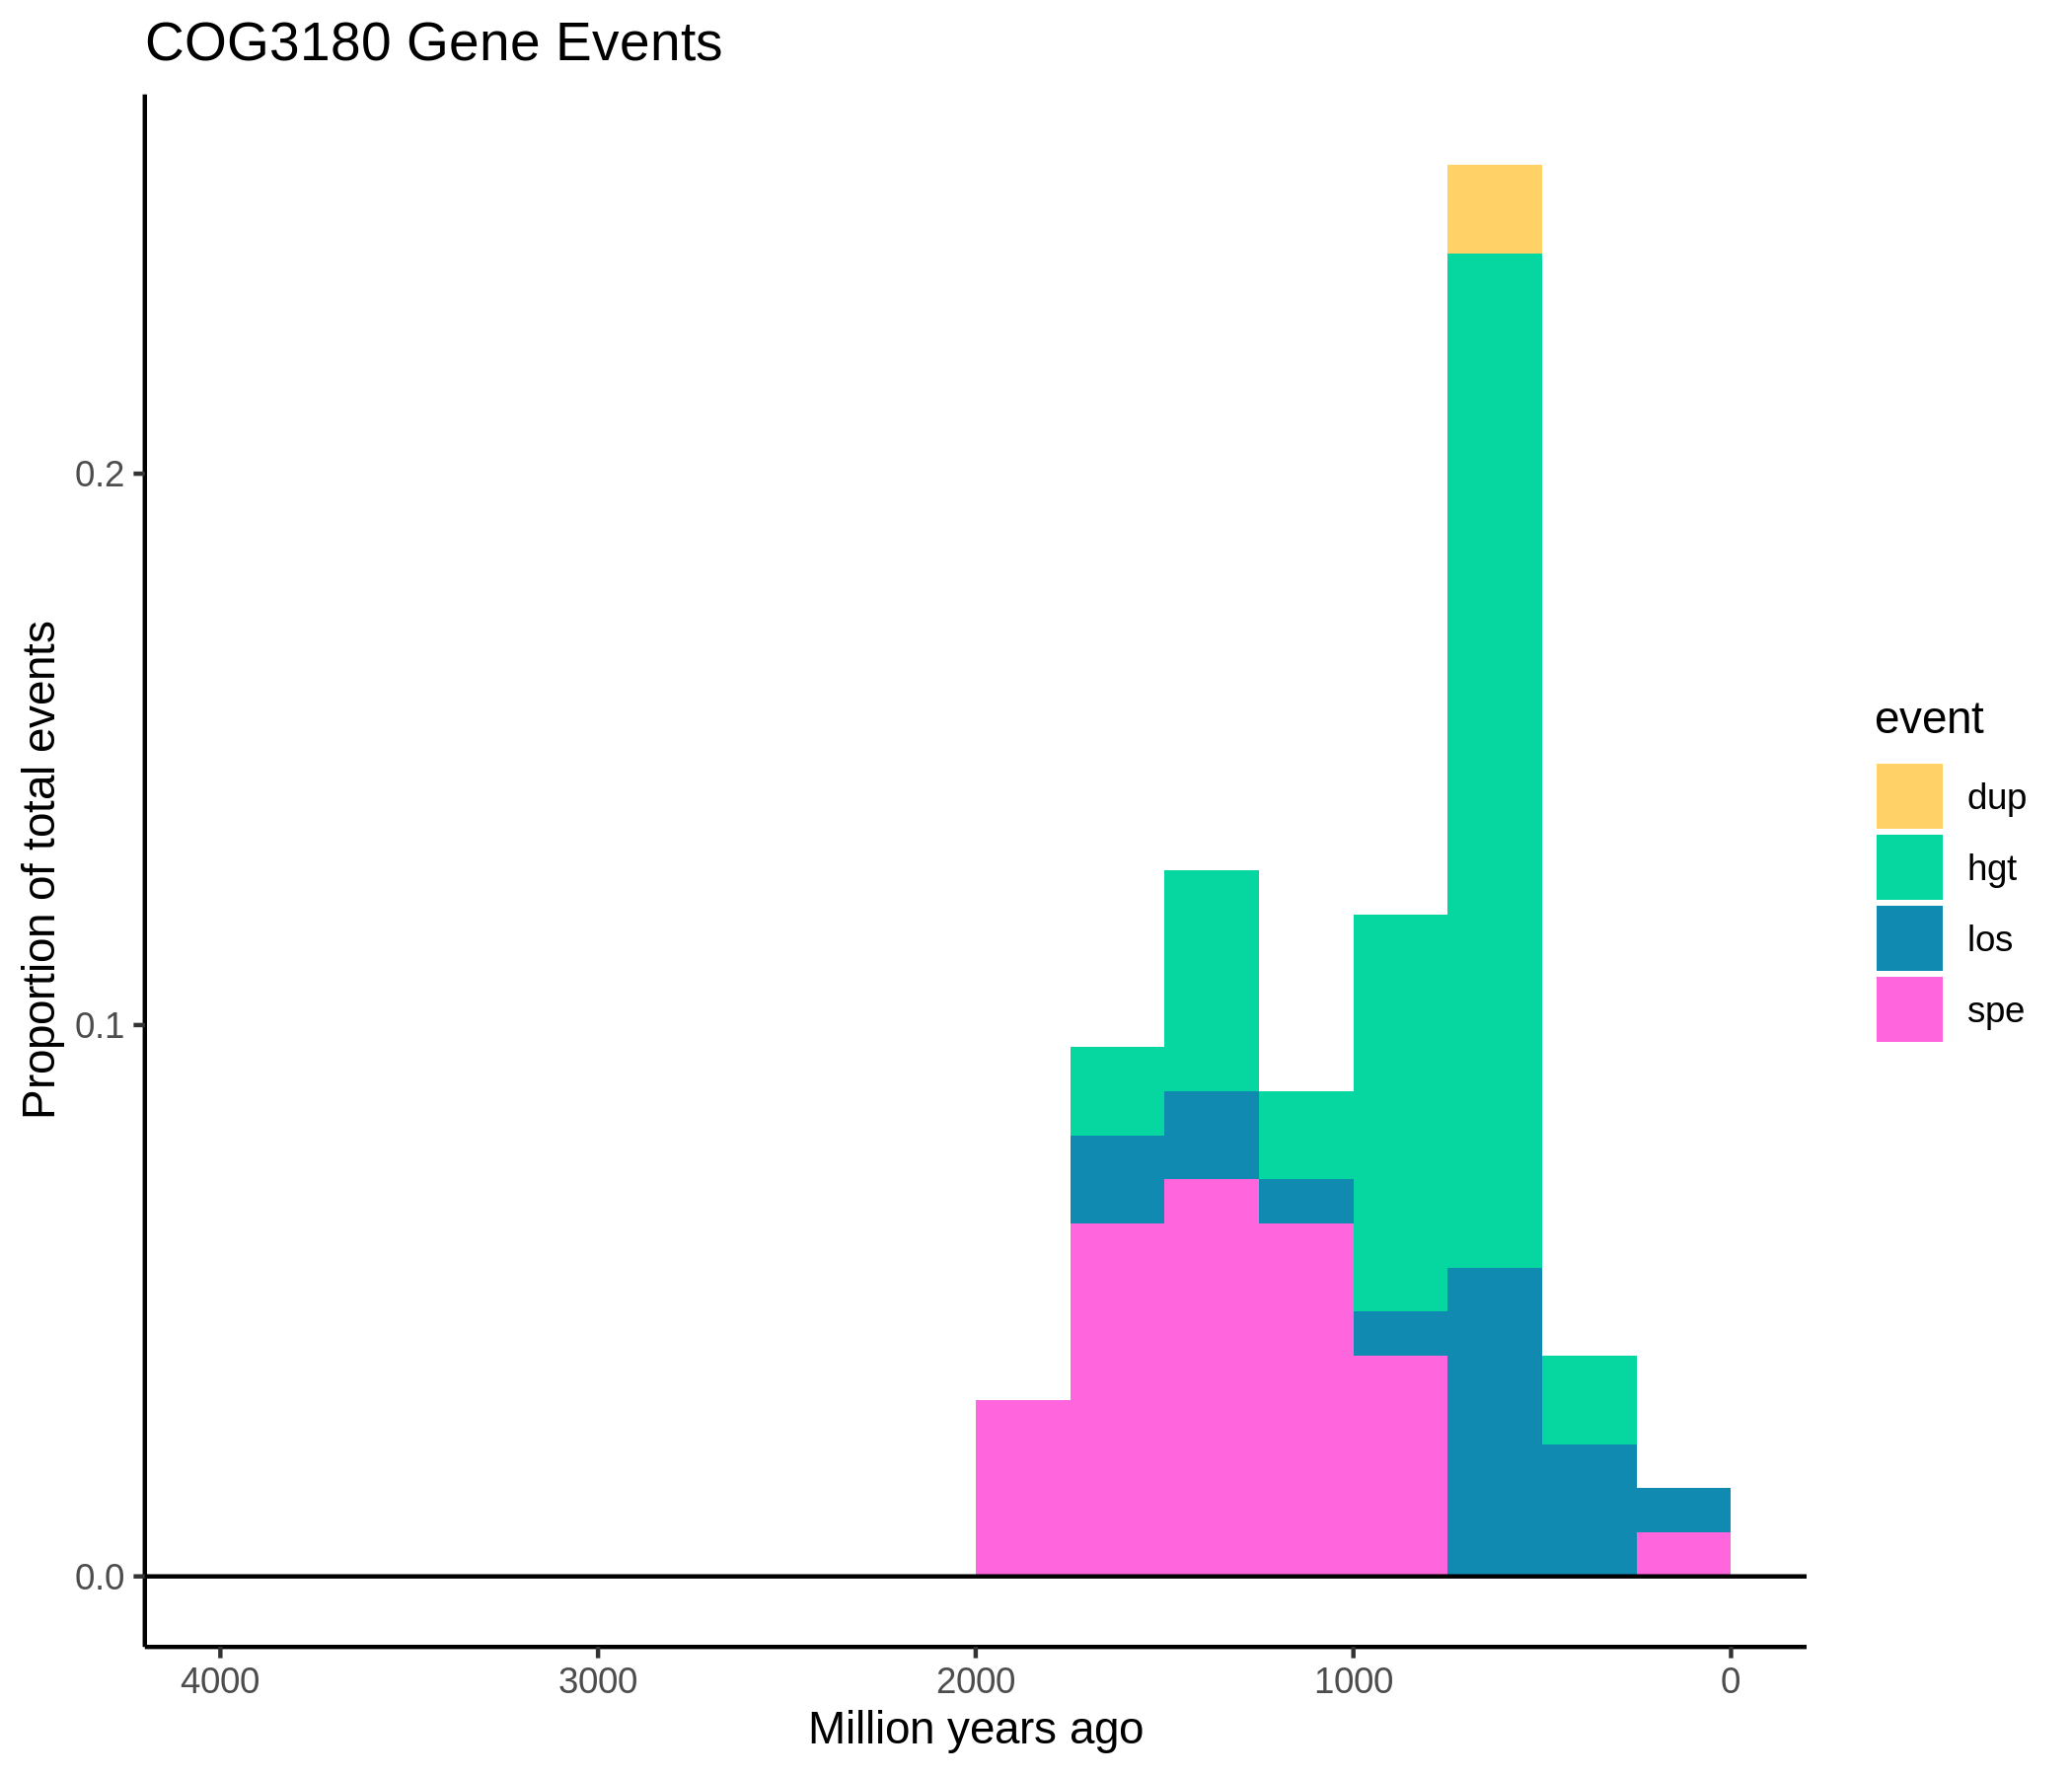 COG3180 Gene Events
Proportion of total events
0.2
0.1
0.0
4000 3000 2000 1000 0
Million years ago
event
dup
hgt
los
spe